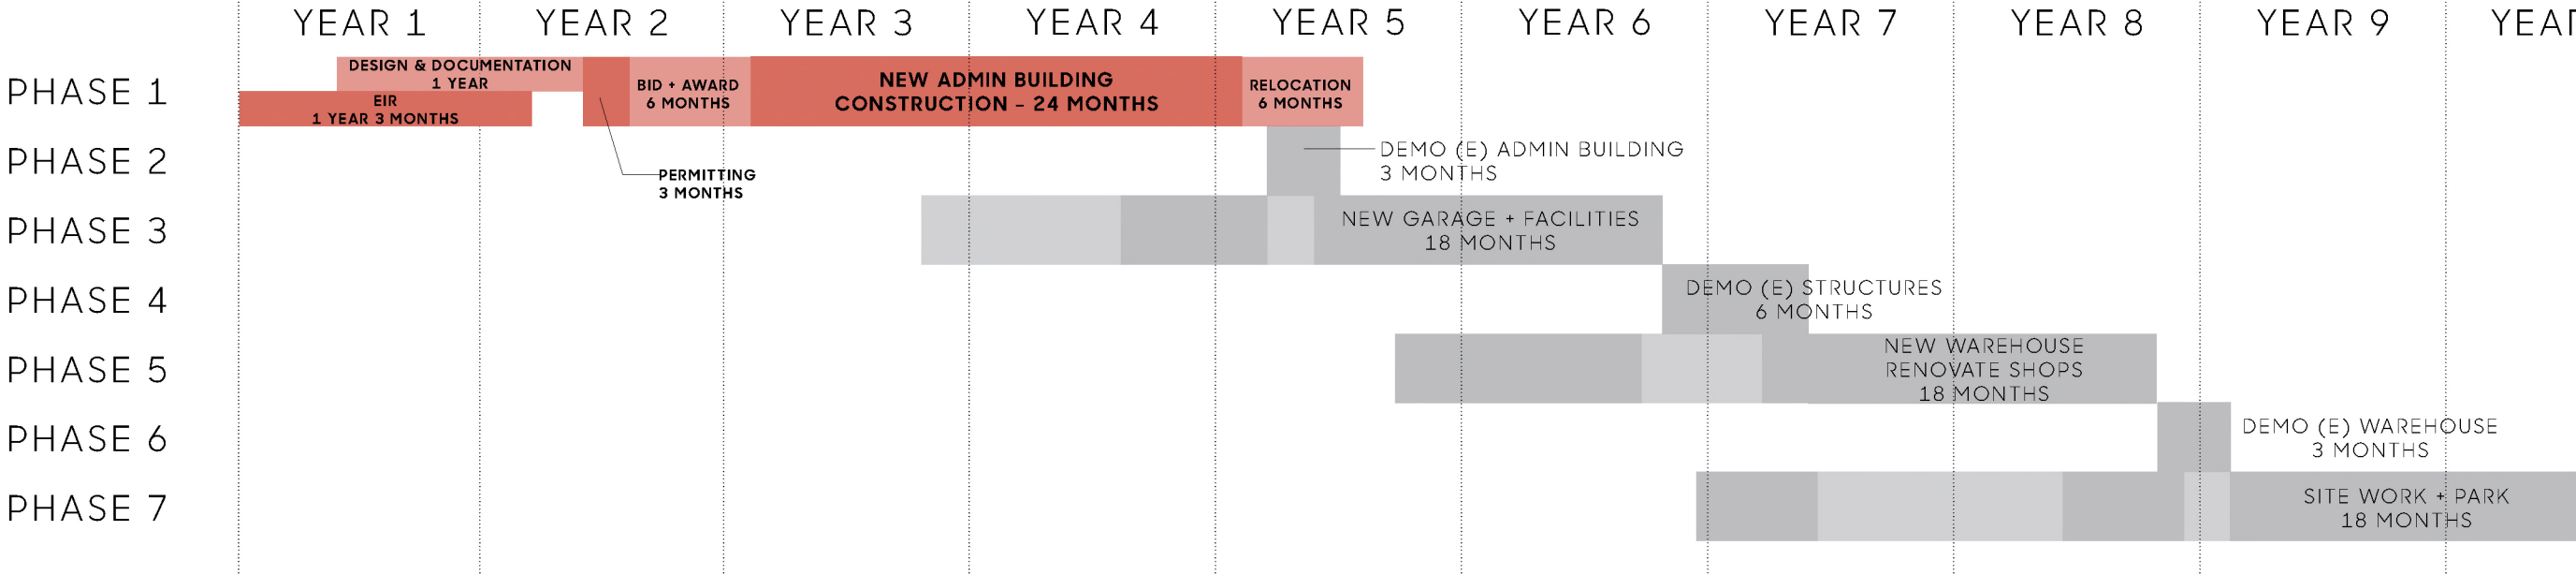 YEAR 1 YEAR 2 YEAR 3 YEAR 4 YEAR 5 YEAR 6 YEAR 7 YEAR 8 YEAR 9 YEAR
PHASE 1
DESIGN & DOCUMENTATION
1 YEAR
EIR
1 YEAR 3 MONTHS
BID + AWARD
6 MONTHS
NEW ADMIN BUILDING
CONSTRUCTION - 24 MONTHS
RELOCATION
6 MONTHS
PERMITTING
3 MONTHS
PHASE 2
DEMO (E) ADMIN BUILDING
3 MONTHS
PHASE 3
NEW GARAGE + FACILITIES
18 MONTHS
PHASE 4
DEMO (E) STRUCTURES
6 MONTHS
PHASE 5
NEW WAREHOUSE
RENOVATE SHOPS
18 MONTHS
PHASE 6
DEMO (E) WAREHOUSE
3 MONTHS
PHASE 7
SITE WORK + PARK
18 MONTHS